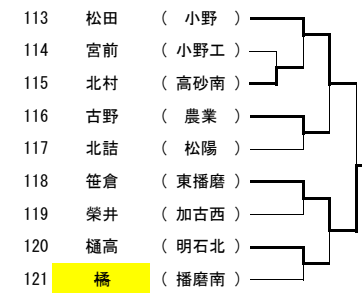 113 松田 ( 小野 )
114 宮前 ( 小野工 )
115 北村 ( 高砂南 )
116 古野 ( 農業 )
117 北詰 ( 松陽 )
118 笹倉 ( 東播磨 )
119 榮井 ( 加古西 )
120 樋高 ( 明石北 )
121 橘 ( 播磨南 )